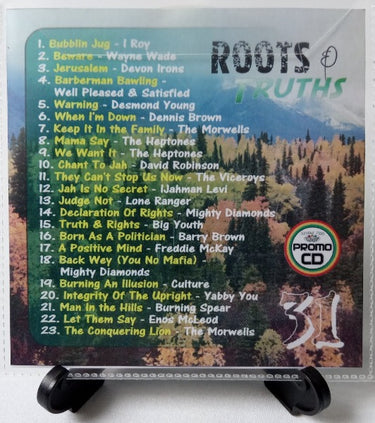 ROOTS &
TRUTHS
1. Bubblin Jug - I Roy
2. Beware - Wayne Wade
3. Jerusalem - Devon Irons
4. Barberman Bawling -
Well Pleased & Satisfied
5. Warning - Desmond Young
6. When I'm Down - Dennis Brown
7. Keep It In the Family - The Morwells
8. Mama Say - The Heptones
9. We Want It - The Heptones
10. Chant To Jah - David Robinson
11. They Can't Stop Us Now - The Viceroys
12. Jah Is No Secret - IJahman Levi
13. Judge Not - Lone Ranger
14. Declaration Of Rights - Mighty Diamonds
15. Truth & Rights - Big Youth
16. Born As A Politician - Barry Brown
17. A Positive Mind - Freddie McKay
18. Back Wey (You No Mafia) -
Mighty Diamonds
19. Burning An Illusion - Culture
20. Integrity Of The Upright - Yabby You
21. Man In the Hills - Burning Spear
22. Let Them Say - Enos McLeod
23. The Conquering Lion - The Morwells
PROMO
CD
31